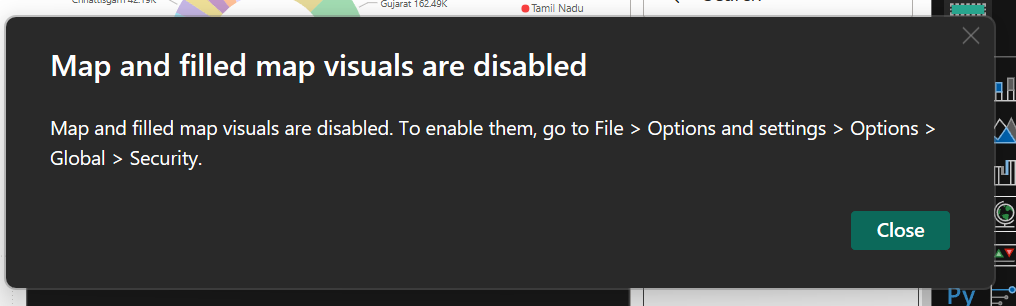 Chhattisgarh 42.19K
Gujarat 162.49K
Tamil Nadu
Search
Map and filled map visuals are disabled
Map and filled map visuals are disabled. To enable them, go to File > Options and settings > Options >
Global > Security.
Close
Py